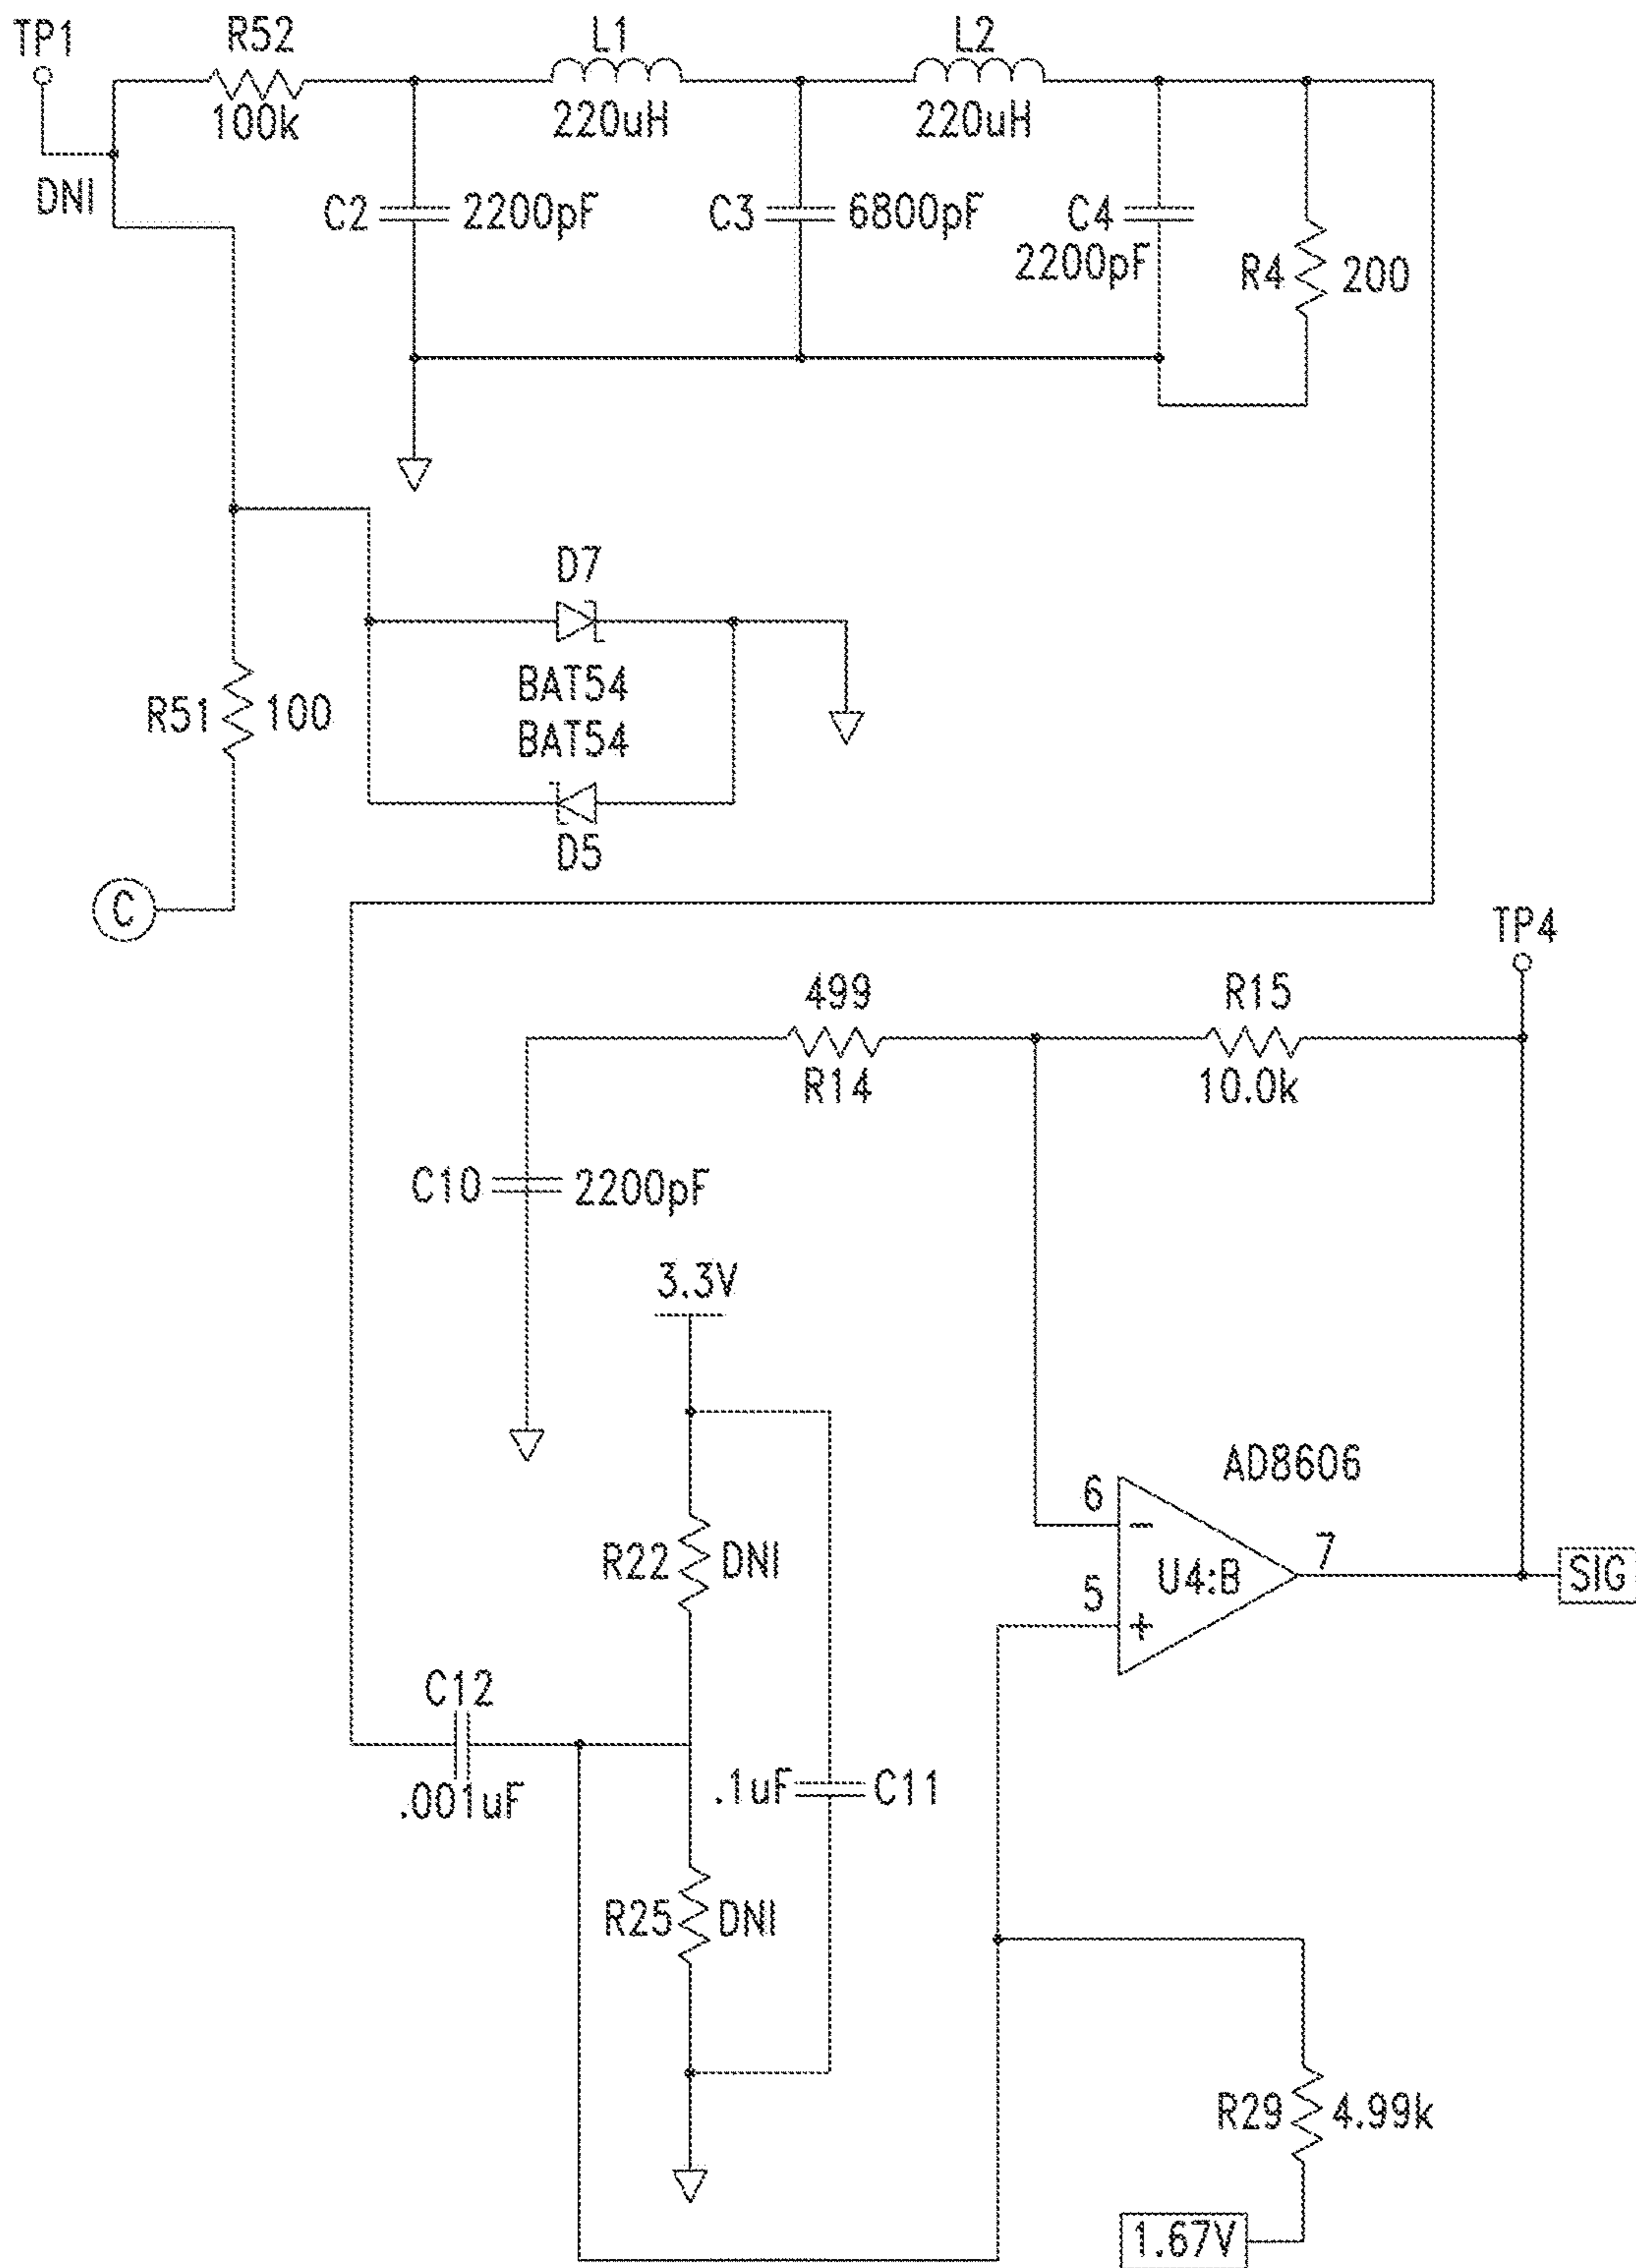 TP1
R52
L1
L2
100k
220uH
220uH
DNI
C2
2200pF
C3
6800pF
C4
2200pF
R4
200
D7
BAT54
BAT54
D5
R51
100
C
TP4
499
R14
R15
10.0k
C10
2200pF
3.3V
AD8606
6
−
U4:B
7
SIG
5
+
R22
DNI
C12
.001uF
.1uF
C11
R25
DNI
R29
4.99k
1.67V